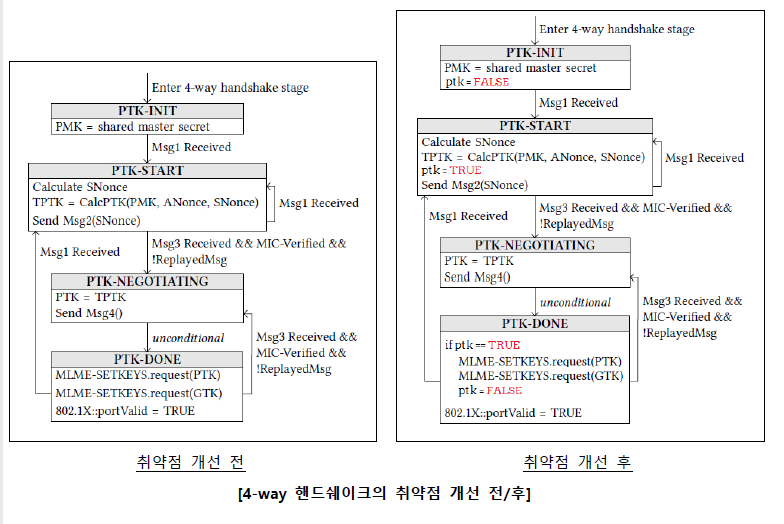 Enter 4-way handshake stage
PTK-INIT
PMK = shared master secret
Msg1 Received
PTK-START
Calculate SNonce
TPTK = CalcPTK(PMK, ANonce, SNonce)
Send Msg2(SNonce)
Msg1 Received
Msg1 Received
Msg3 Received && MIC-Verified &&
!ReplayedMsg
PTK-NEGOTIATING
PTK = TPTK
Send Msg4()
unconditional
Msg3 Received &&
MIC-Verified &&
!ReplayedMsg
PTK-DONE
MLME-SETKEYS.request(PTK)
MLME-SETKEYS.request(GTK)
802.1X::portValid = TRUE
취약점 개선 전
Enter 4-way handshake stage
PTK-INIT
PMK = shared master secret
ptk = FALSE
Msg1 Received
PTK-START
Calculate SNonce
TPTK = CalcPTK(PMK, ANonce, SNonce)
ptk = TRUE
Send Msg2(SNonce)
Msg1 Received
Msg1 Received
Msg3 Received && MIC-Verified &&
!ReplayedMsg
PTK-NEGOTIATING
PTK = TPTK
Send Msg4()
unconditional
Msg3 Received &&
MIC-Verified &&
!ReplayedMsg
PTK-DONE
if ptk == TRUE
MLME-SETKEYS.request(PTK)
MLME-SETKEYS.request(GTK)
ptk = FALSE
802.1X::portValid = TRUE
취약점 개선 후
[4-way 핸드쉐이크의 취약점 개선 전/후]